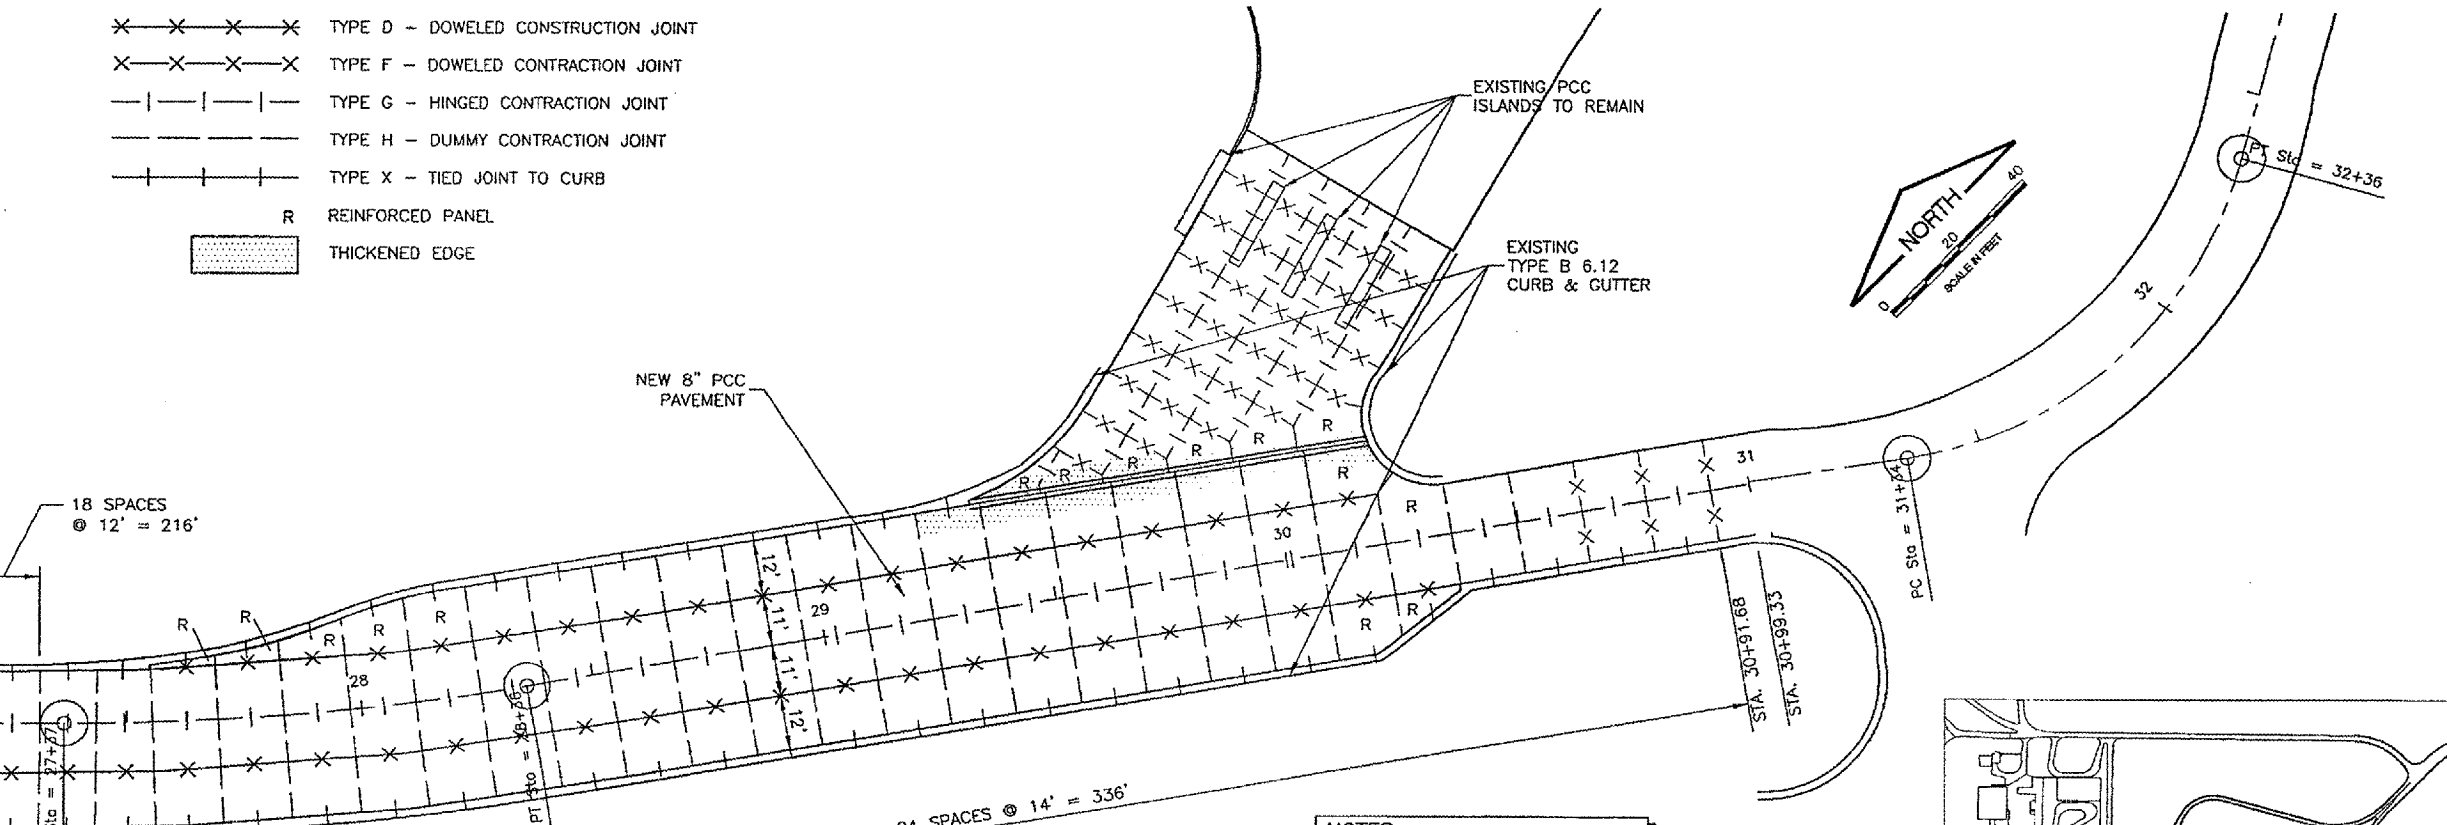 TYPE D - DOWELED CONSTRUCTION JOINT
TYPE F - DOWELED CONTRACTION JOINT
TYPE G - HINGED CONTRACTION JOINT
TYPE H - DUMMY CONTRACTION JOINT
TYPE X - TIED JOINT TO CURB
R REINFORCED PANEL
THICKENED EDGE
EXISTING PCC
ISLANDS TO REMAIN
EXISTING
TYPE B 6.12
CURB & GUTTER
NORTH
0 20 40
SCALE IN FEET
PT Sta = 32+36
32
NEW 8" PCC
PAVEMENT
18 SPACES
@ 12' = 216'
R R R R R R
R
R
31
30
PC Sta = 31+34
R R R R R
28
29
12'
11'
11'
12'
R
R
STA. 30+91.68
STA. 30+99.33
Sta = 27+37
PT Sta =
SPACES @ 14' = 336'
NOTES